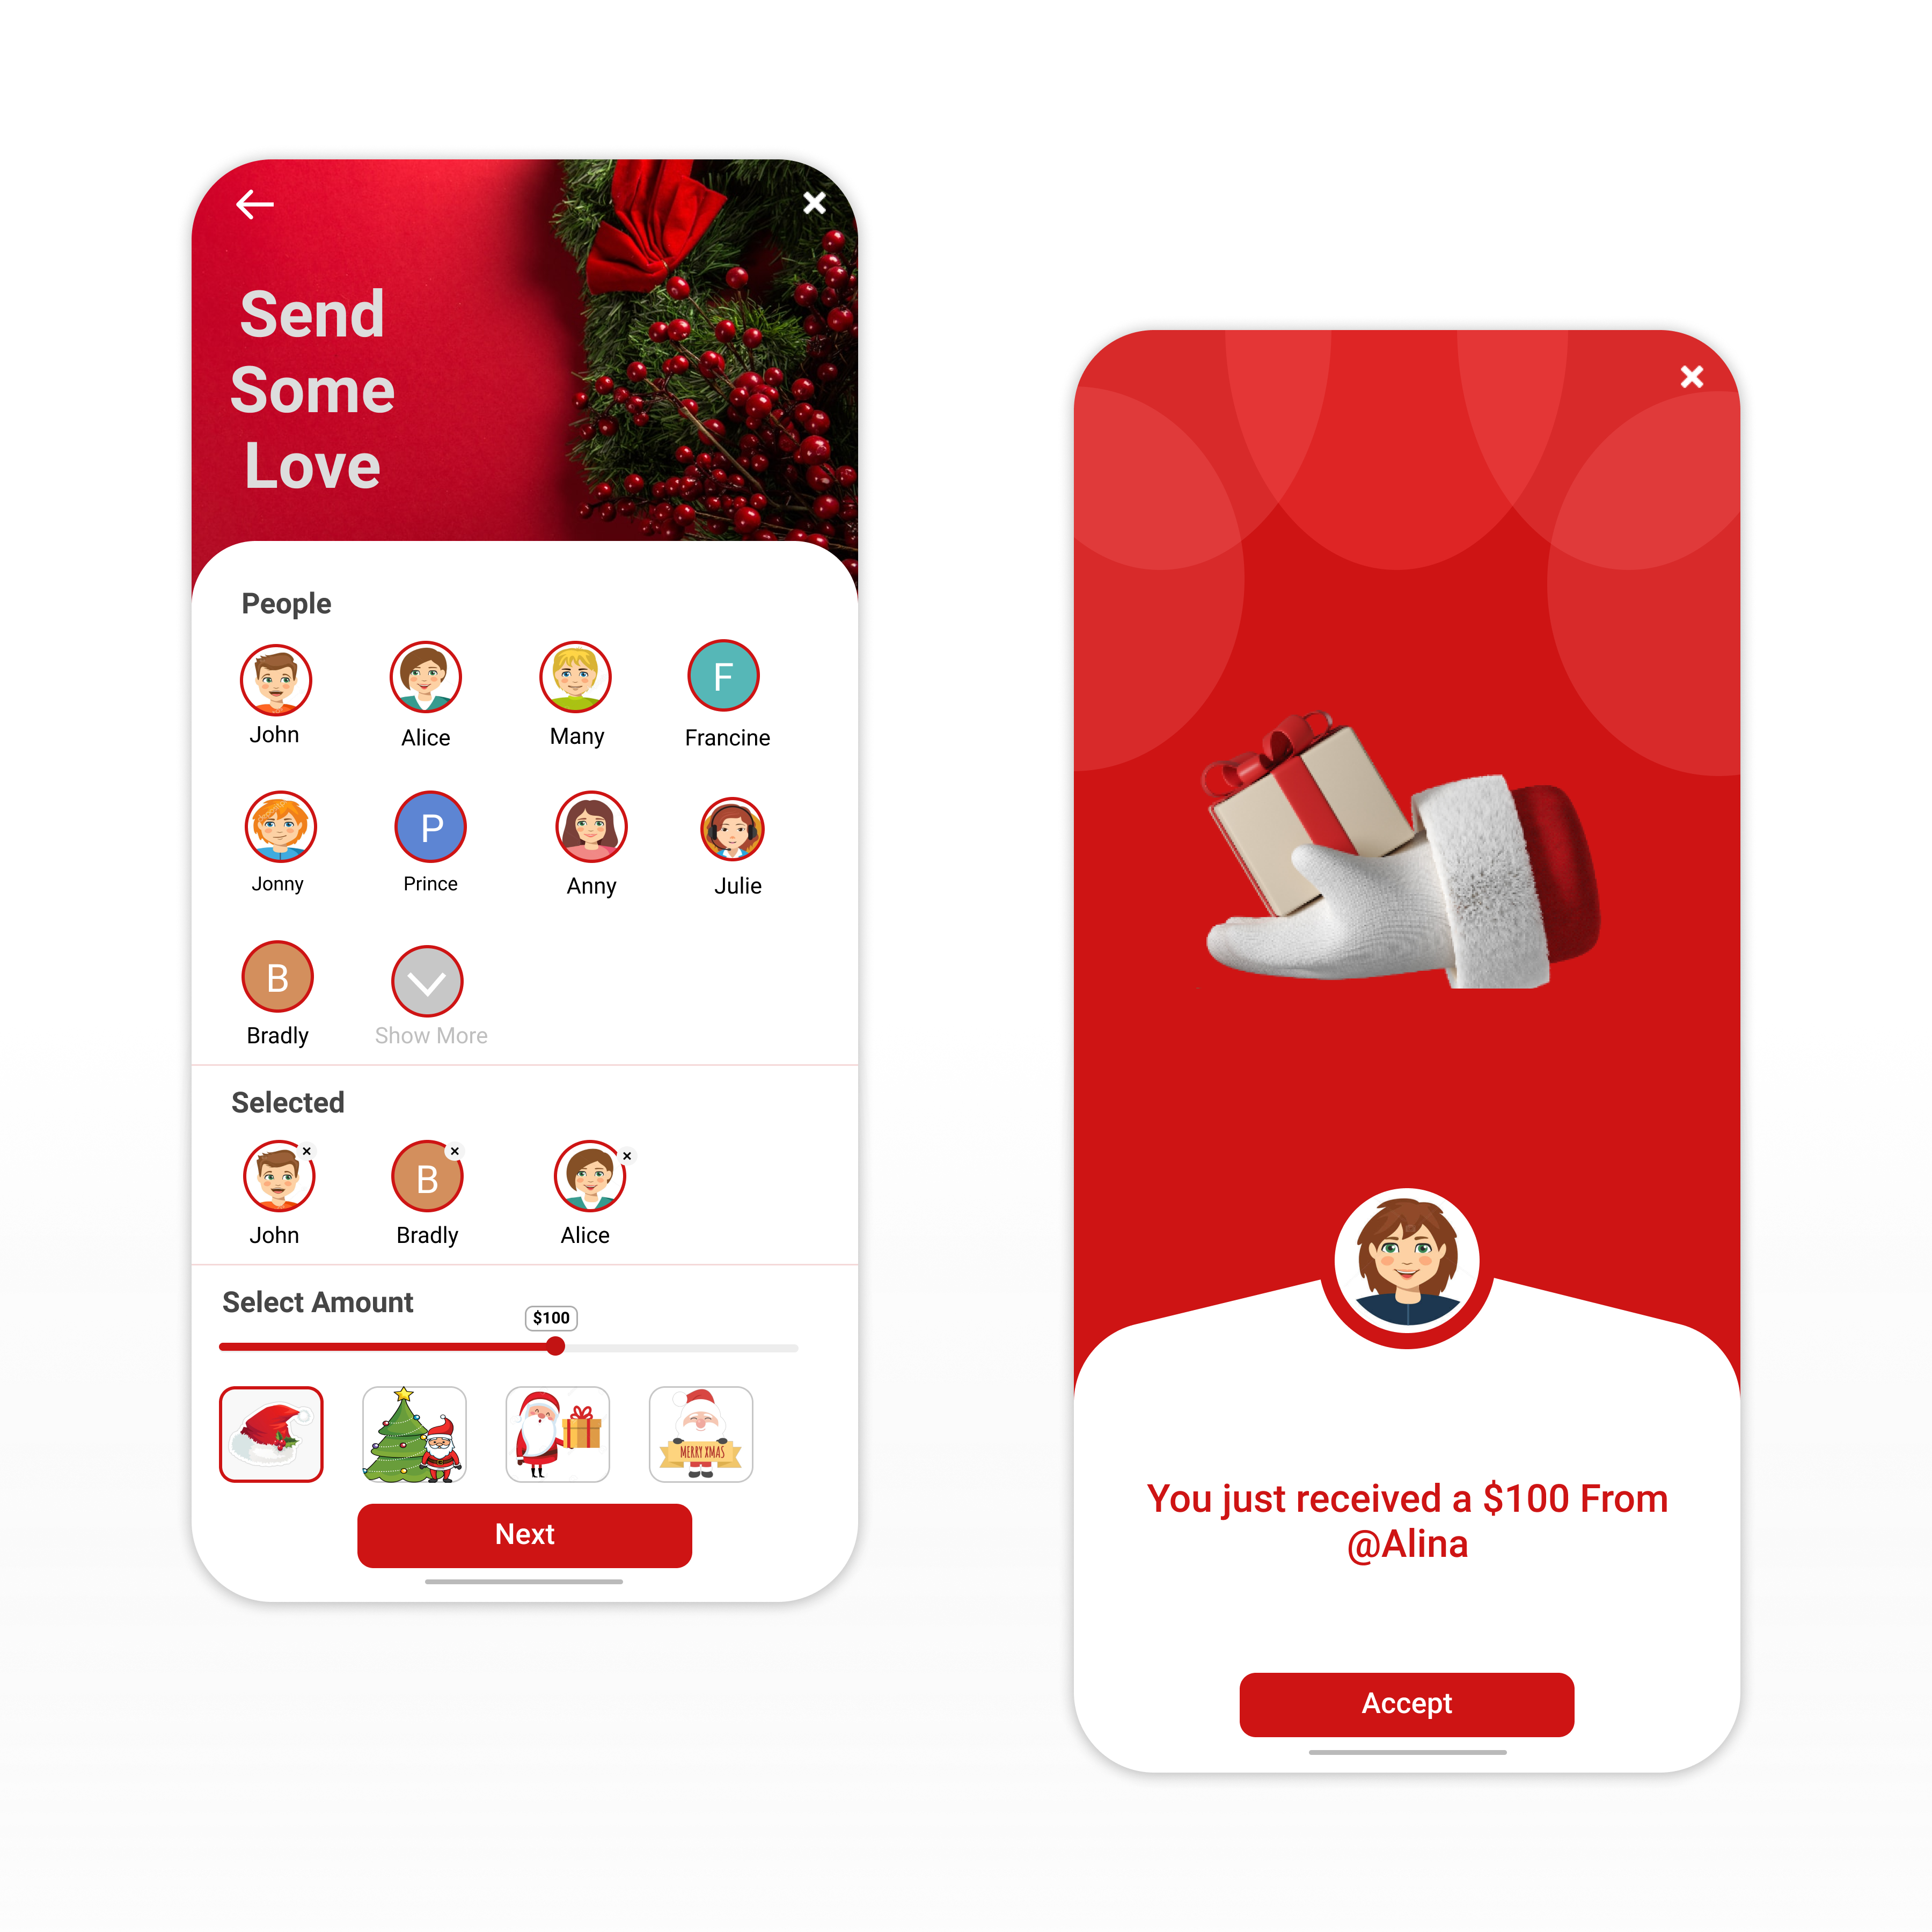 Send
Some
Love
People
John
Alice
Many
F
Francine
Jonny
P
Prince
Anny
Julie
B
Bradly
Show More
Selected
John
B
Bradly
Alice
Select Amount
$100
MERRY XMAS
Next
You just received a $100 From
@Alina
Accept